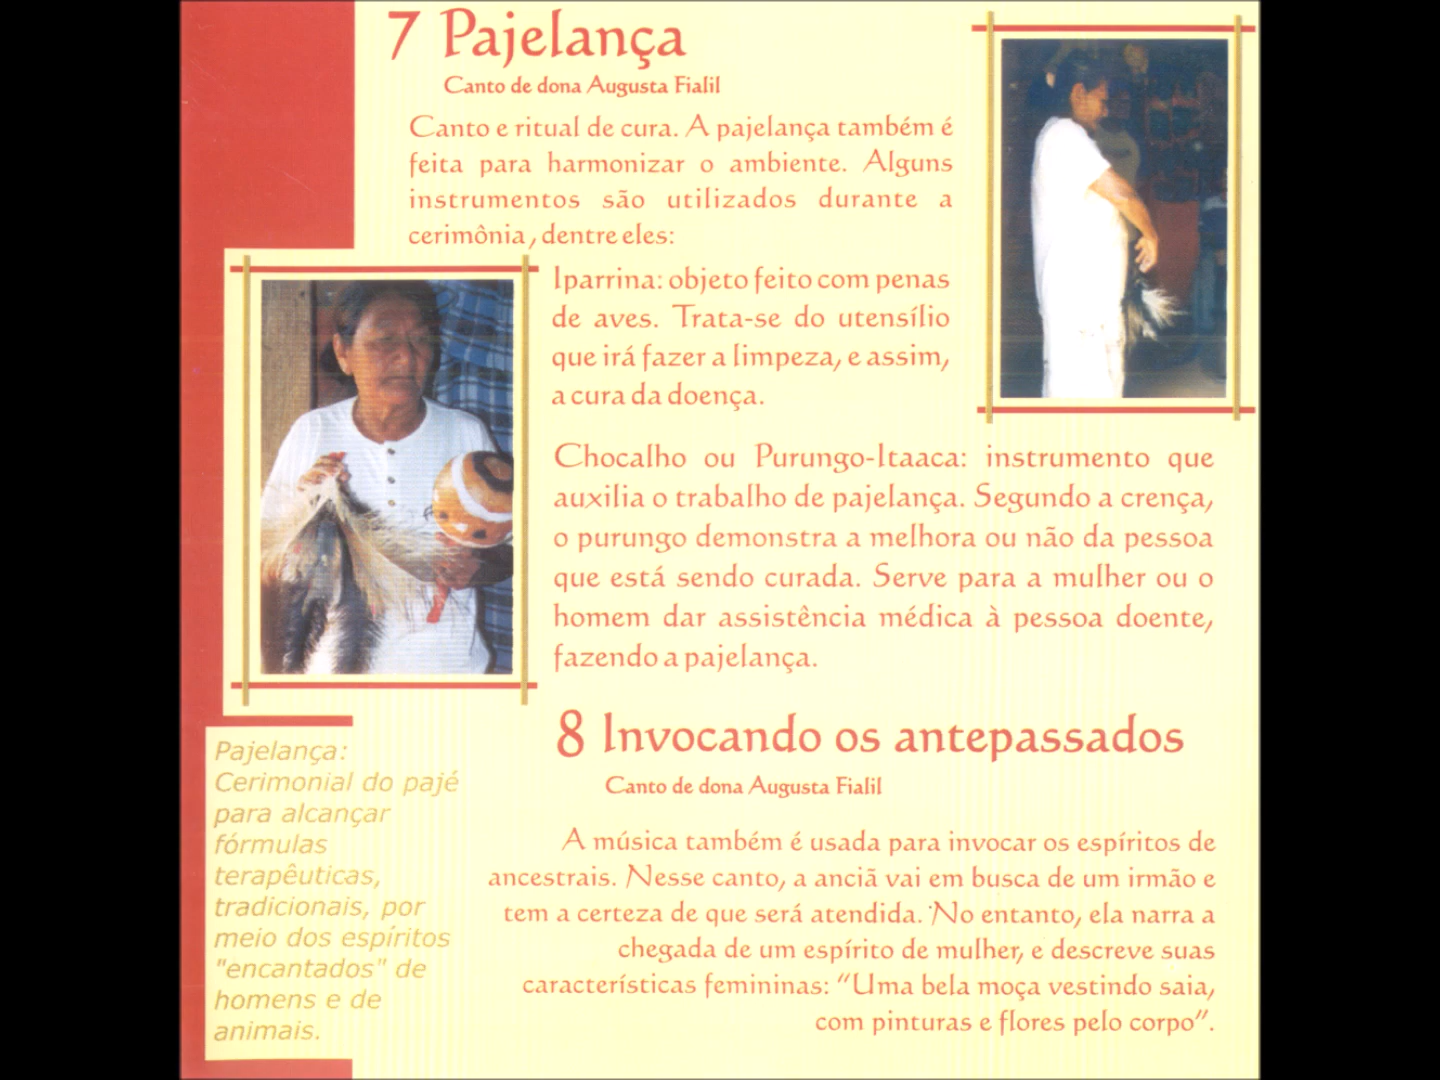 7 Pajelança
Canto de dona Augusta Fialil
Canto e ritual de cura. A pajelança também é
feita para harmonizar o ambiente. Alguns
instrumentos são utilizados durante a
cerimônia, dentre eles:
Iparrina: objeto feito com penas
de aves. Trata-se do utensílio
que irá fazer a limpeza, e assim,
a cura da doença.
Chocalho ou Purungo-Itaaca: instrumento que
auxilia o trabalho de pajelança. Segundo a crença,
o purungo demonstra a melhora ou não da pessoa
que está sendo curada. Serve para a mulher ou o
homem dar assistência médica à pessoa doente,
fazendo a pajelança.
8 Invocando os antepassados
Canto de dona Augusta Fialil
A música também é usada para invocar os espíritos de
ancestrais. Nesse canto, a anciã vai em busca de um irmão e
tem a certeza de que será atendida. No entanto, ela narra a
chegada de um espírito de mulher, e descreve suas
características femininas: “Uma bela moça vestindo saia,
com pinturas e flores pelo corpo”.
Pajelança:
Cerimonial do pajé
para alcançar
fórmulas
terapêuticas,
tradicionais, por
meio dos espíritos
"encantados" de
homens e de
animais.